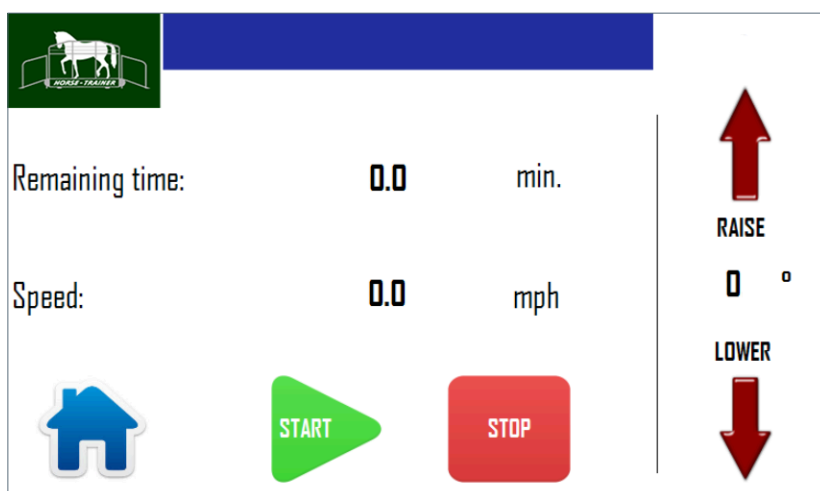 HORSE-TRAINER
Remaining time: 0.0 min.
Speed: 0.0 mph
START
STOP
RAISE
0 °
LOWER